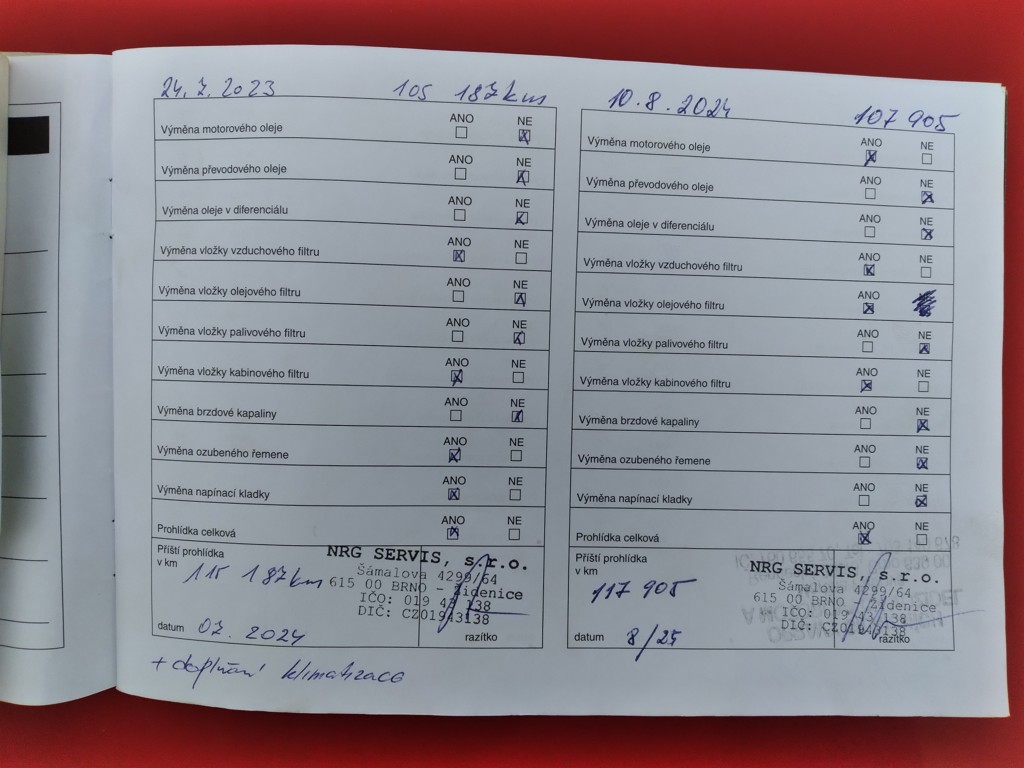 24. 7. 2023 105 187 km
ANO NE
Výměna motorového oleje ☐ ☒
ANO NE
Výměna převodového oleje ☐ ☒
ANO NE
Výměna oleje v diferenciálu ☐ ☒
ANO NE
Výměna vložky vzduchového filtru ☒ ☐
ANO NE
Výměna vložky olejového filtru ☐ ☒
ANO NE
Výměna vložky palivového filtru ☐ ☒
ANO NE
Výměna vložky kabinového filtru ☒ ☐
ANO NE
Výměna brzdové kapaliny ☐ ☒
ANO NE
Výměna ozubeného řemene ☒ ☐
ANO NE
Výměna napínací kladky ☒ ☐
ANO NE
Prohlídka celková ☒ ☐
Příští prohlídka
v km 115 187 km
NRG SERVIS, s.r.o.
Šámalova 4299/64
615 00 BRNO - Židenice
IČO: 019 43 138
DIČ: CZ01943138
datum 07. 2024 razítko
+ doplnění klimatizace
10. 8. 2024 107 905
ANO NE
Výměna motorového oleje ☒ ☐
ANO NE
Výměna převodového oleje ☐ ☒
ANO NE
Výměna oleje v diferenciálu ☐ ☒
ANO NE
Výměna vložky vzduchového filtru ☒ ☐
ANO
Výměna vložky olejového filtru ☒
ANO NE
Výměna vložky palivového filtru ☐ ☒
ANO NE
Výměna vložky kabinového filtru ☒ ☐
ANO NE
Výměna brzdové kapaliny ☐ ☒
ANO NE
Výměna ozubeného řemene ☐ ☒
ANO NE
Výměna napínací kladky ☐ ☒
ANO NE
Prohlídka celková ☒ ☐
Příští prohlídka
v km 117 905
NRG SERVIS, s.r.o.
Šámalova 4299/64
615 00 BRNO - Židenice
IČO: 019 43 138
DIČ: CZ01943138
datum 8/25 razítko